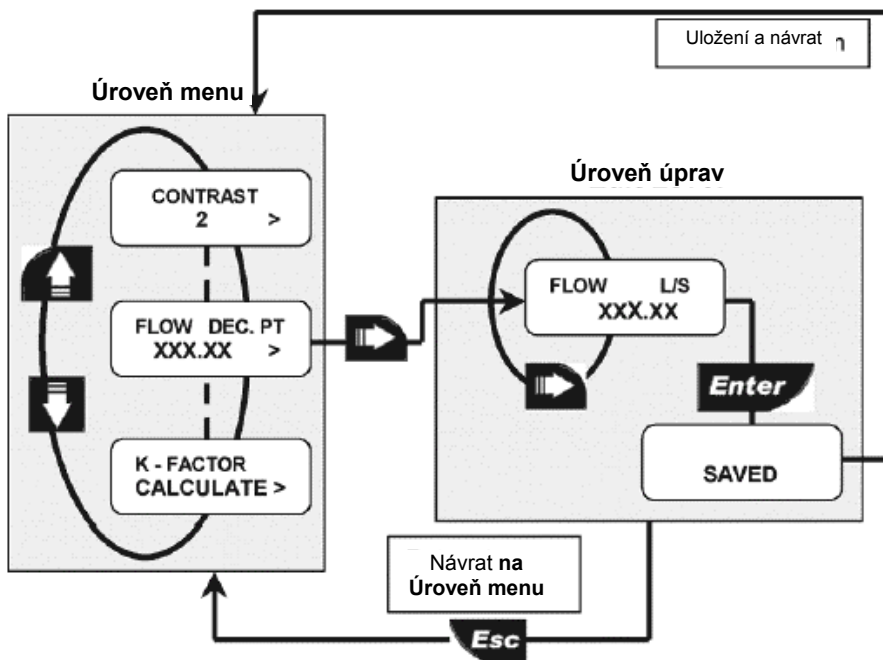 Uložení a návrat
Úroveň menu
CONTRAST
2 >
FLOW DEC. PT
XXX.XX >
K - FACTOR
CALCULATE >
Úroveň úprav
FLOW L/S
XXX.XX
Enter
SAVED
Návrat na
Úroveň menu
Esc